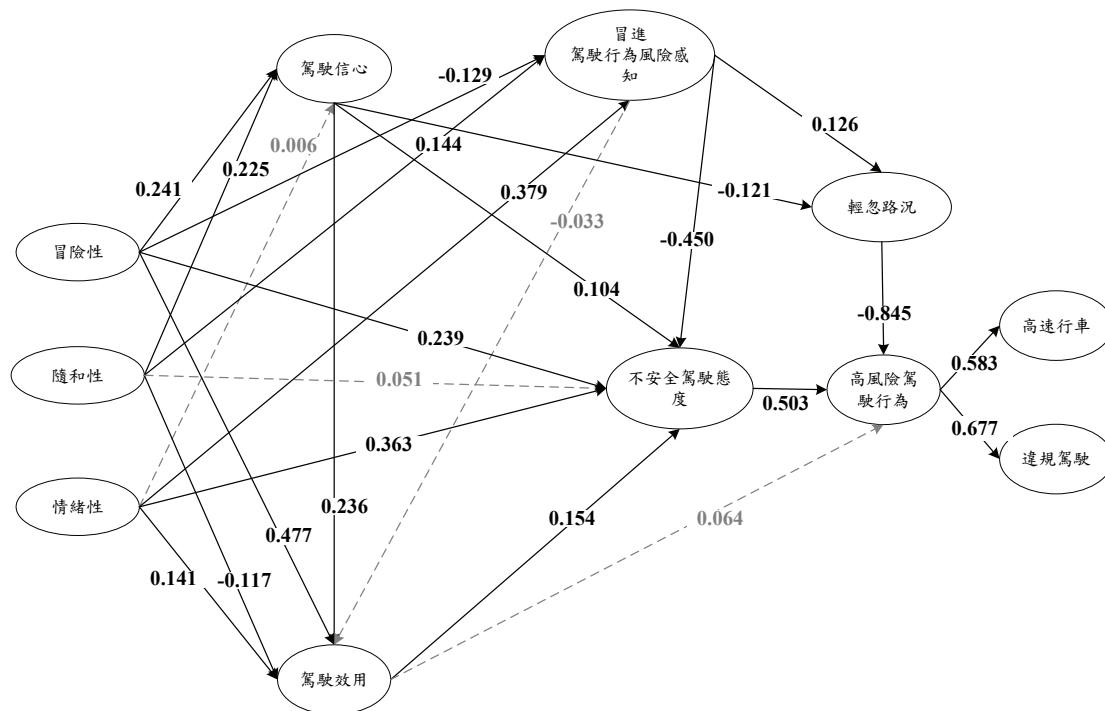 冒進
駕駛行為風險感
知
駕駛信心
-0.129
0.126
0.006
0.144
0.225
0.379
0.241
-0.121
輕忽路況
-0.033
-0.450
冒險性
0.104
-0.845
高速行車
0.239
0.583
隨和性
0.051
不安全駕駛態
度
0.503
高風險駕
駛行為
0.677
0.363
違規駕駛
情緒性
0.236
0.154
0.064
0.477
0.141
-0.117
駕駛效用